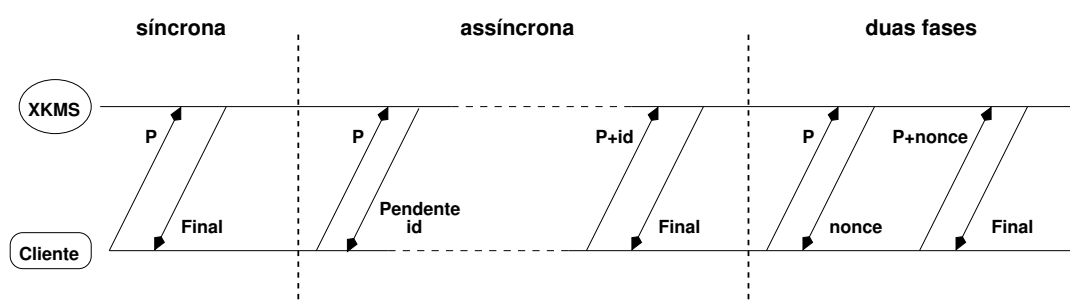 síncrona
assíncrona
duas fases
XKMS
P
P
P+id
P
P+nonce
Final
Pendente
id
Final
nonce
Final
Cliente